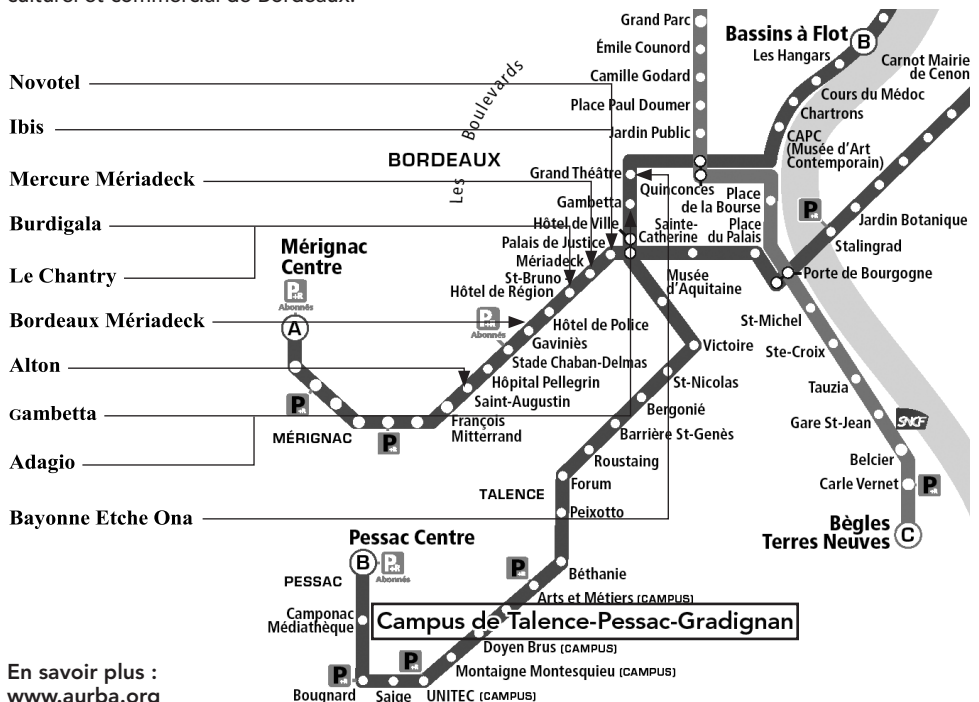 culturel et commercial de Bordeaux.
Novotel
Ibis
Mercure Mériadeck
Burdigala
Le Chantry
Bordeaux Mériadeck
Alton
Gambetta
Adagio
Bayonne Etche Ona
En savoir plus :
www.aurba.org
Les Boulevards
BORDEAUX
Grand Parc
Émile Counord
Camille Godard
Place Paul Doumer
Jardin Public
Bassins à Flot
B
Les Hangars
Cours du Médoc
Chartrons
CAPC
(Musée d'Art
Contemporain)
Carnot Mairie
de Cenon
Jardin Botanique
Stalingrad
P+R
Porte de Bourgogne
Grand Théâtre
Quinconces
Gambetta
Hôtel de Ville
Place
de la Bourse
Sainte-
Catherine
Place
du Palais
Palais de Justice
Mériadeck
St-Bruno
Hôtel de Région
Hôtel de Police
Gaviniès
Stade Chaban-Delmas
Hôpital Pellegrin
Saint-Augustin
François
Mitterrand
P+R
Abonnés
Mérignac
Centre
P+R
Abonnés
A
P+R
MÉRIGNAC
P+R
Musée
d'Aquitaine
Victoire
St-Nicolas
Bergonié
Barrière St-Genès
Roustaing
Forum
TALENCE
Peixotto
Béthanie
P+R
Arts et Métiers (CAMPUS)
Campus de Talence-Pessac-Gradignan
Doyen Brus (CAMPUS)
Montaigne Montesquieu (CAMPUS)
P+R
UNITEC (CAMPUS)
Saige
Bougnard
P+R
Camponac
Médiathèque
PESSAC
Pessac Centre
B
P+R
Abonnés
St-Michel
Ste-Croix
Tauzia
Gare St-Jean
SNCF
Belcier
Carle Vernet
P+R
Bègles
Terres Neuves
C